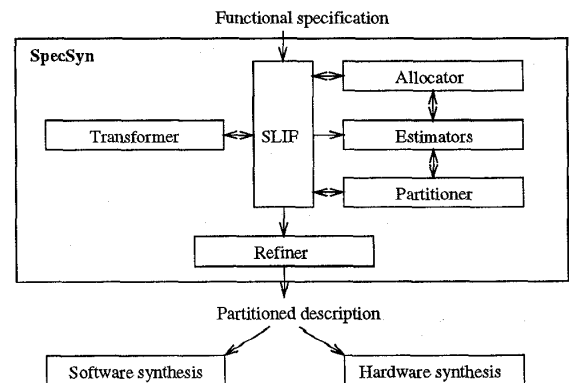 Functional specification
SpecSyn
Allocator
Transformer
SLIF
Estimators
Partitioner
Refiner
Partitioned description
Software synthesis
Hardware synthesis